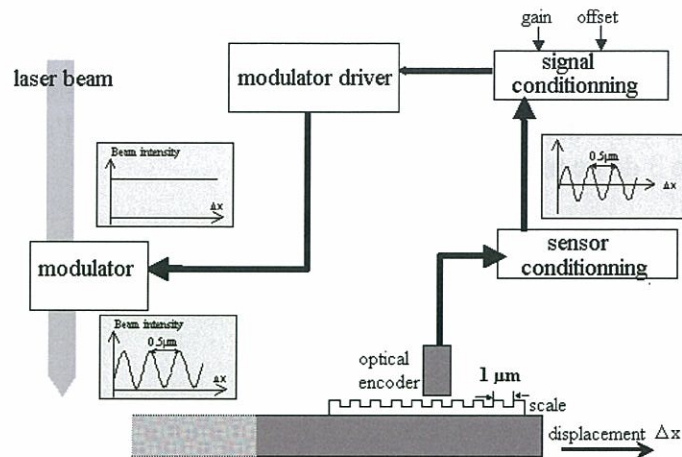 gain offset
laser beam
modulator driver
signal
conditionning
Beam intensity
Δx
0.5μm
Δx
modulator
sensor
conditionning
Beam intensity
0.5μm
Δx
optical
encoder
1 μm
scale
displacement Δx